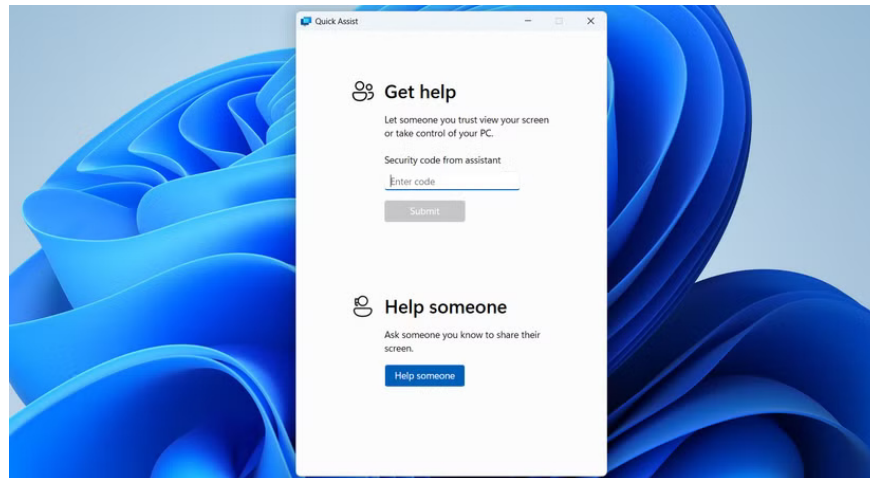 Quick Assist
Get help
Let someone you trust view your screen
or take control of your PC.
Security code from assistant
Enter code
Submit
Help someone
Ask someone you know to share their
screen.
Help someone